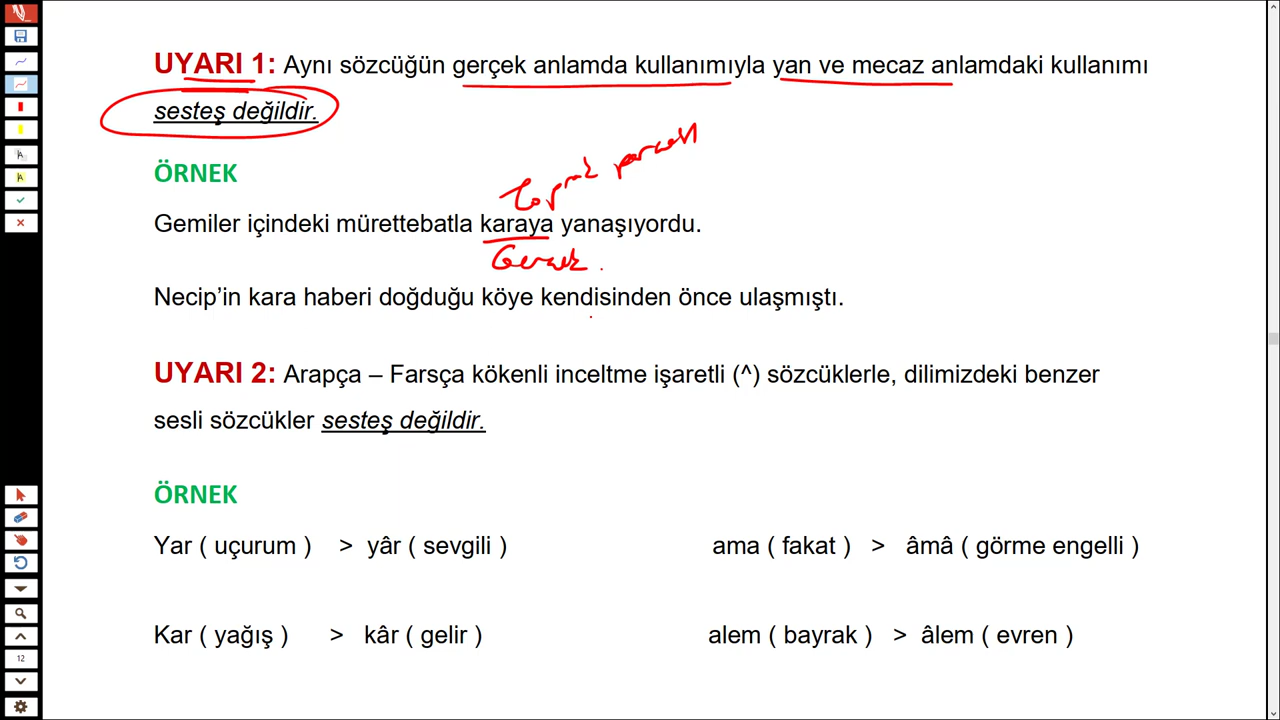 UYARI 1: Aynı sözcüğün gerçek anlamda kullanımıyla yan ve mecaz anlamdaki kullanımı
sesteş değildir.
ÖRNEK
Toprak parçası
Gemiler içindeki mürettebatla karaya yanaşıyordu.
Gerçek
Necip’in kara haberi doğduğu köye kendisinden önce ulaşmıştı.
UYARI 2: Arapça – Farsça kökenli inceltme işaretli (^) sözcüklerle, dilimizdeki benzer
sesli sözcükler sesteş değildir.
ÖRNEK
Yar ( uçurum ) > yâr ( sevgili ) ama ( fakat ) > âmâ ( görme engelli )
Kar ( yağış ) > kâr ( gelir ) alem ( bayrak ) > âlem ( evren )
12